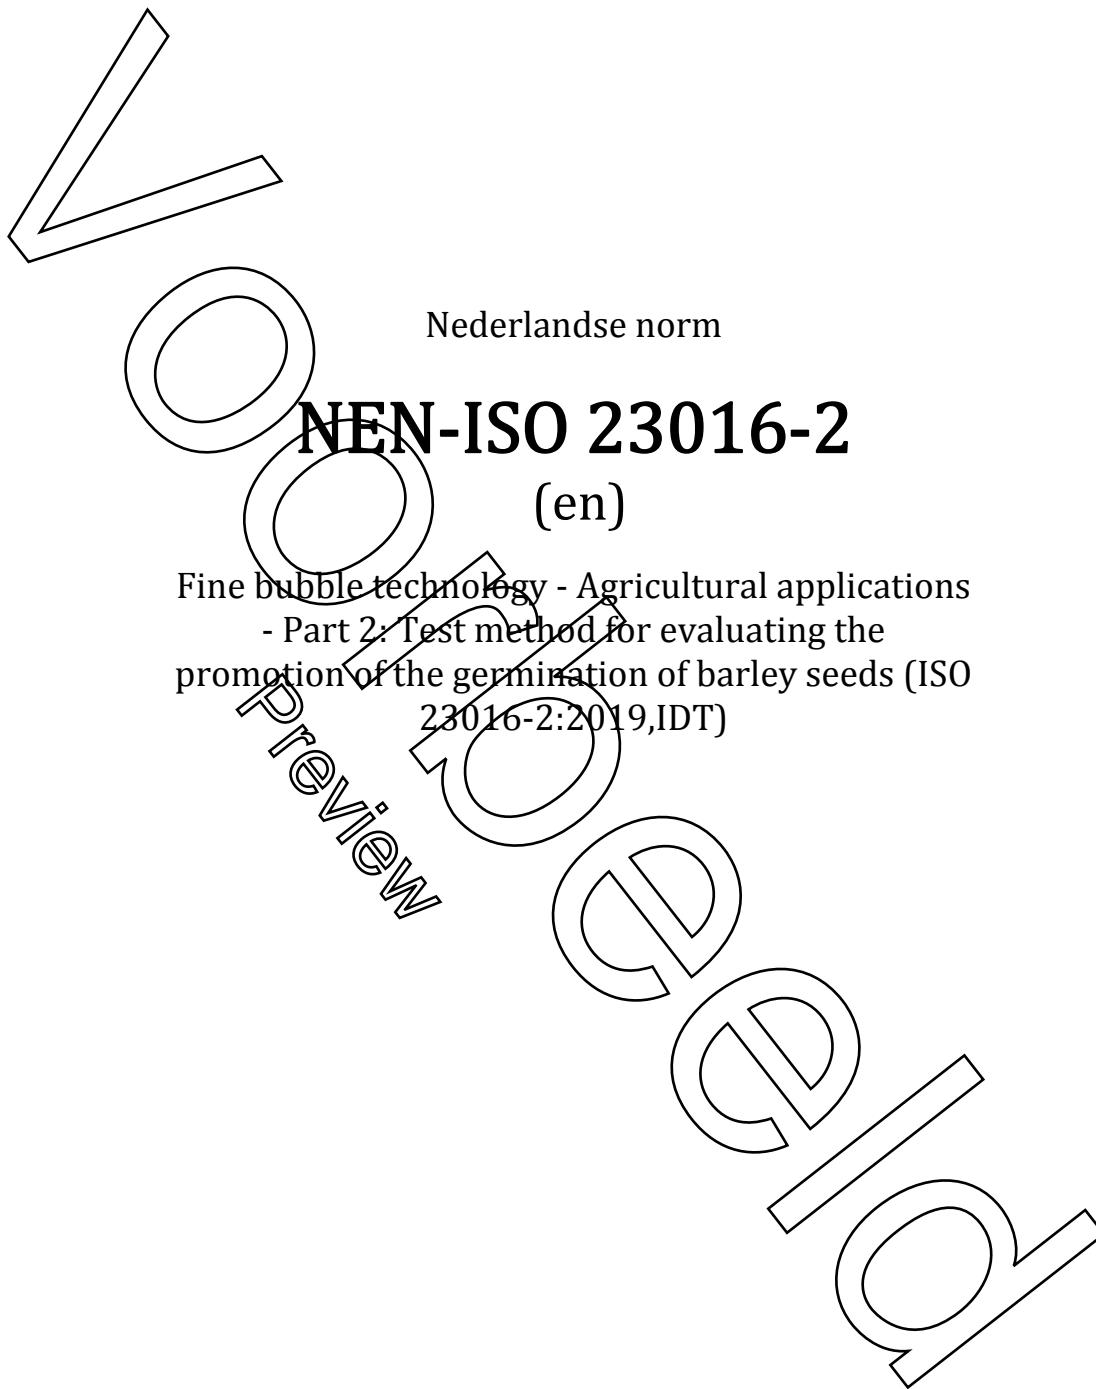 Nederlandse norm
NEN-ISO 23016-2
(en)
Fine bubble technology - Agricultural applications
- Part 2: Test method for evaluating the
promotion of the germination of barley seeds (ISO
23016-2:2019,IDT)
Voorbeeld
Preview